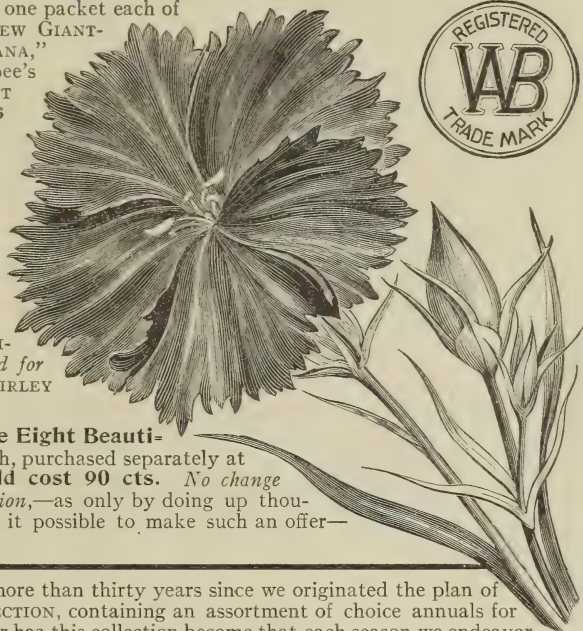 one packet each of
EW GIANT-
ANA,"
bee's
T
S
REGISTERED
WAB
TRADE MARK
I-
d for
IRLEY
e Eight Beauti=
h, purchased separately at
ld cost 90 cts. No change
ion,—as only by doing up thou-
it possible to make such an offer—
more than thirty years since we originated the plan of
ECTION, containing an assortment of choice annuals for
has this collection become that each season we endeavor